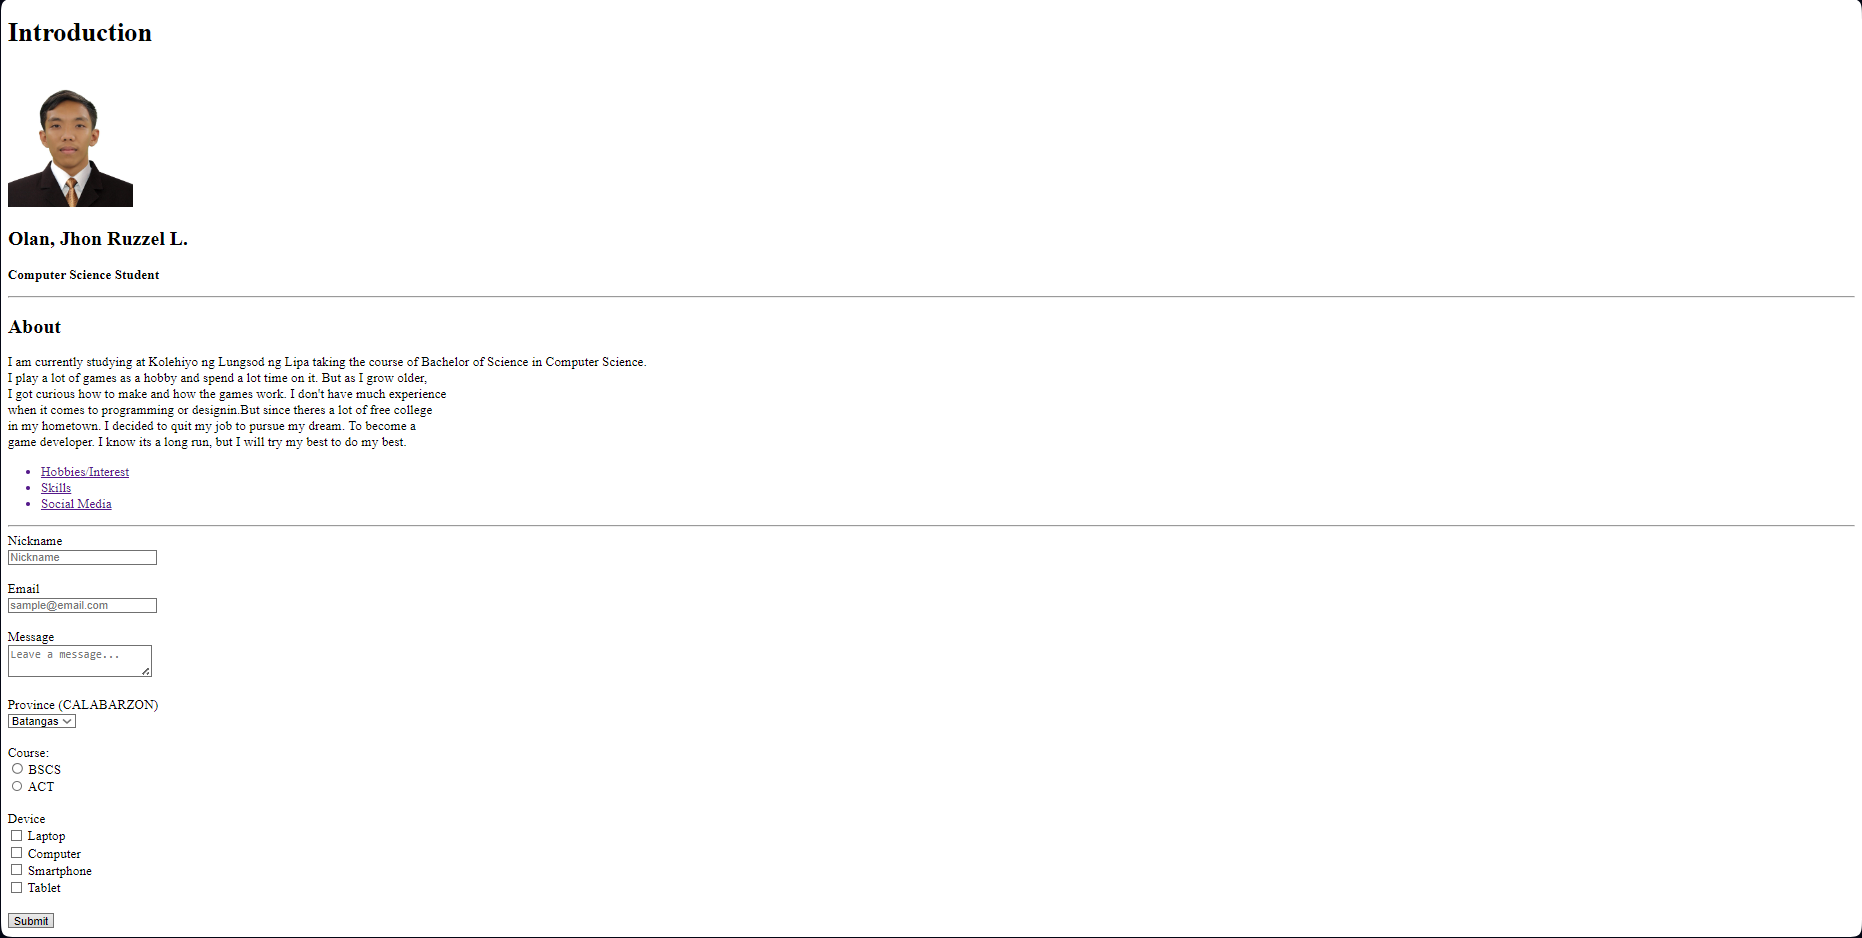 Introduction
Olan, Jhon Ruzzel L.
Computer Science Student
About
I am currently studying at Kolehiyo ng Lungsod ng Lipa taking the course of Bachelor of Science in Computer Science.
I play a lot of games as a hobby and spend a lot time on it. But as I grow older,
I got curious how to make and how the games work. I don't have much experience
when it comes to programming or designin.But since theres a lot of free college
in my hometown. I decided to quit my job to pursue my dream. To become a
game developer. I know its a long run, but I will try my best to do my best.
Hobbies/Interest
Skills
Social Media
Nickname
Nickname
Email
sample@email.com
Message
Leave a message...
Province (CALABARZON)
Batangas
Course:
BSCS
ACT
Device
Laptop
Computer
Smartphone
Tablet
Submit